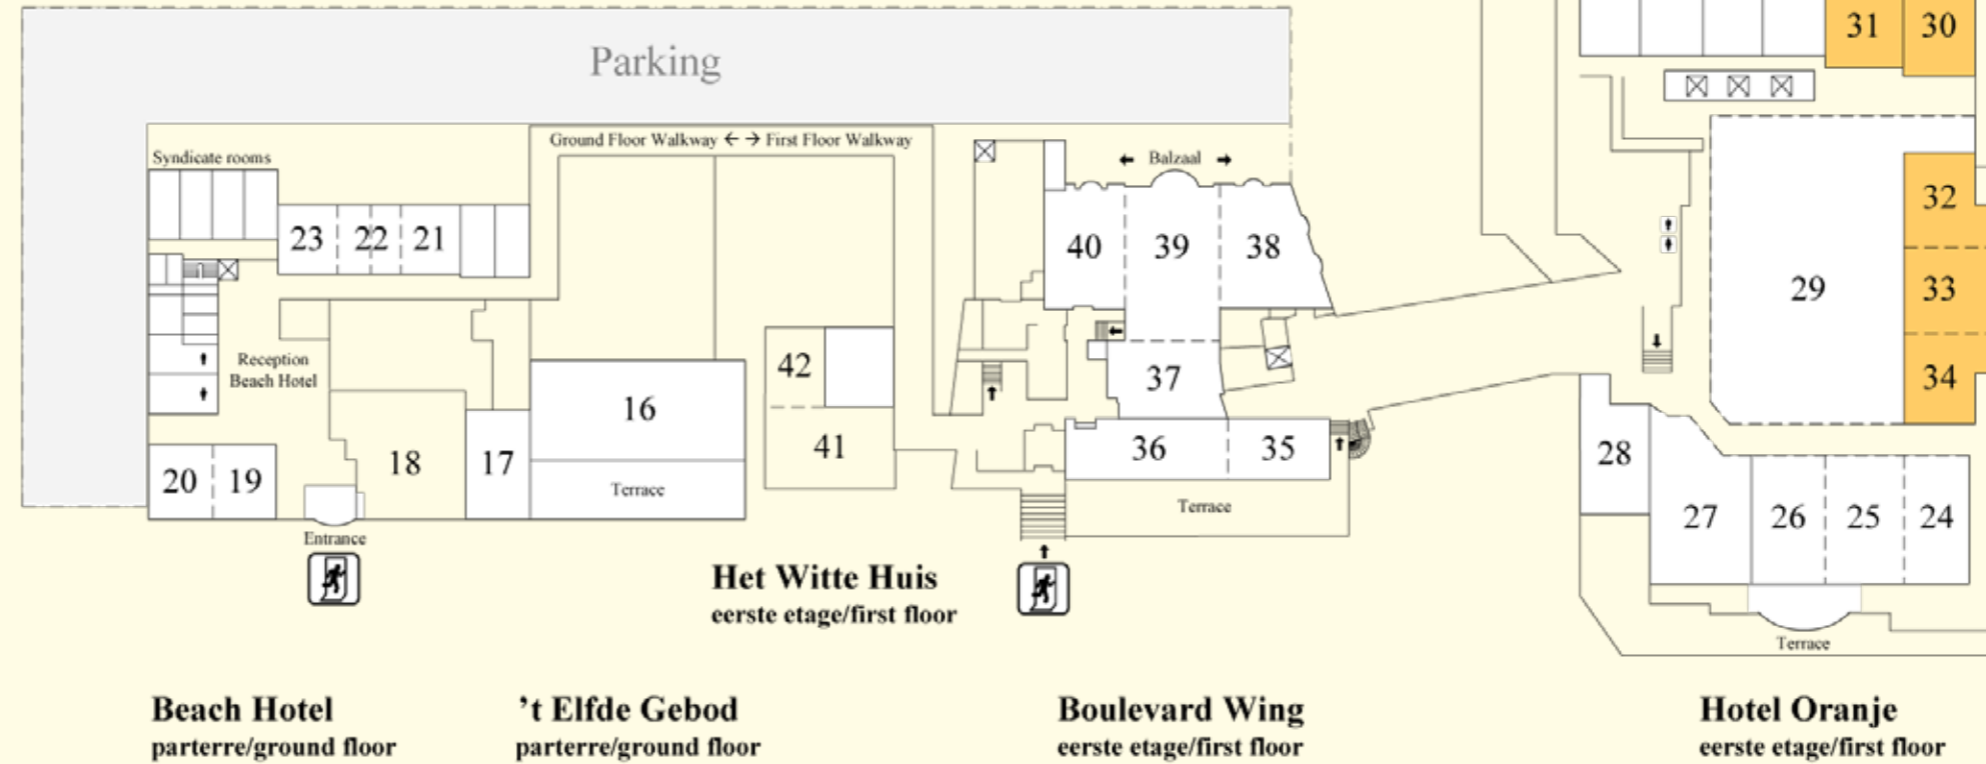 31 30
Parking
Ground Floor Walkway ← → First Floor Walkway
Syndicate rooms
← Balzaal →
32
23 22 21
40 39 38
29
33
Reception
Beach Hotel
42
37
34
16
41
36 35
28
20 19
18
17
Terrace
Terrace
27 26 25 24
Entrance
Het Witte Huis
eerste etage/first floor
Terrace
Beach Hotel
parterre/ground floor
’t Elfde Gebod
parterre/ground floor
Boulevard Wing
eerste etage/first floor
Hotel Oranje
eerste etage/first floor